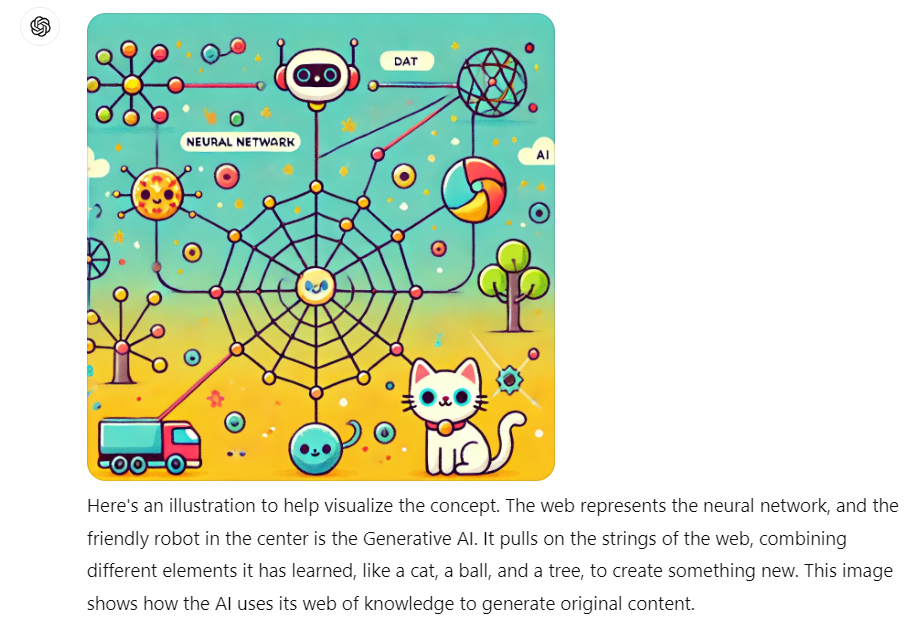 DAT
NEURAL NETWORK
AI
Here's an illustration to help visualize the concept. The web represents the neural network, and the
friendly robot in the center is the Generative AI. It pulls on the strings of the web, combining
different elements it has learned, like a cat, a ball, and a tree, to create something new. This image
shows how the AI uses its web of knowledge to generate original content.